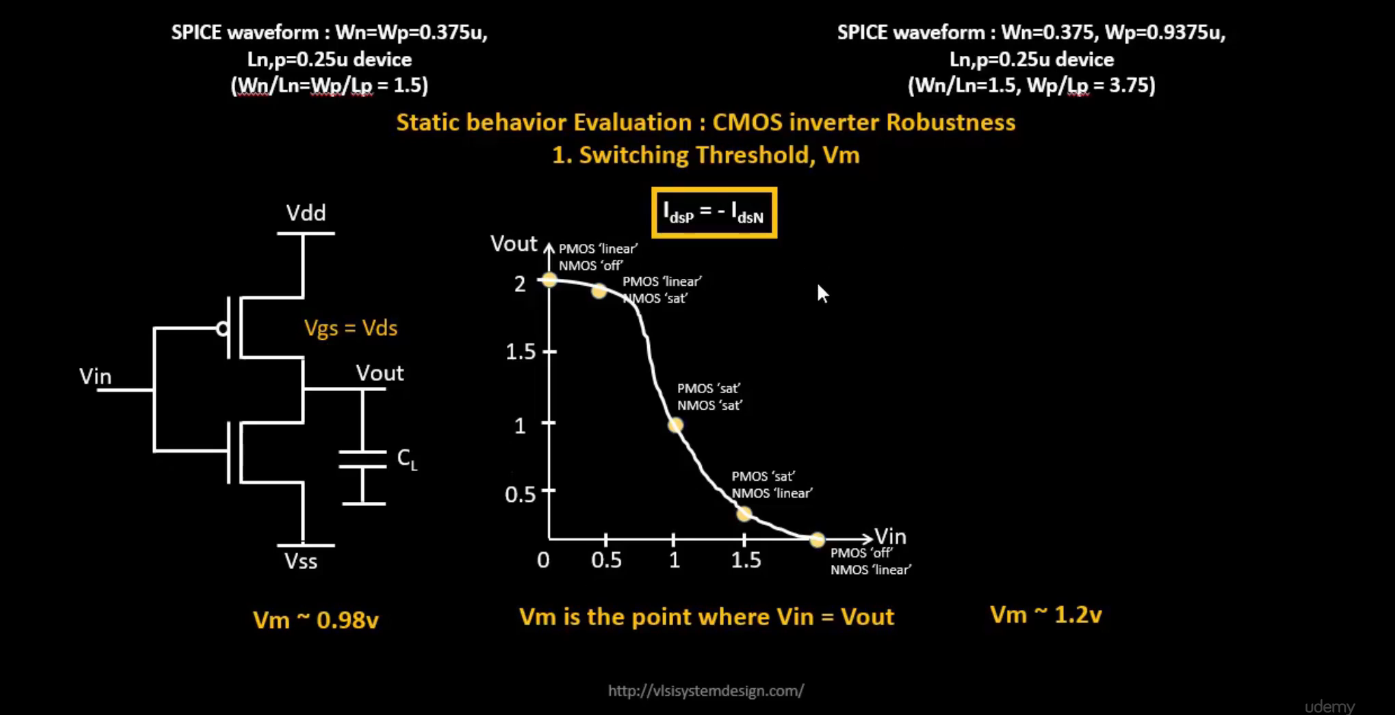 SPICE waveform : Wn=Wp=0.375u,
Ln,p=0.25u device
(Wn/Ln=Wp/Lp = 1.5)
SPICE waveform : Wn=0.375, Wp=0.9375u,
Ln,p=0.25u device
(Wn/Ln=1.5, Wp/Lp = 3.75)
Static behavior Evaluation : CMOS inverter Robustness
1. Switching Threshold, Vm
IdsP = - IdsN
Vdd
Vgs = Vds
Vin
Vout
CL
Vss
Vout
PMOS ‘linear’
NMOS ‘off’
2
PMOS ‘linear’
NMOS ‘sat’
1.5
PMOS ‘sat’
NMOS ‘sat’
1
PMOS ‘sat’
NMOS ‘linear’
0.5
Vin
PMOS ‘off’
NMOS ‘linear’
0 0.5 1 1.5
Vm ~ 0.98v
Vm is the point where Vin = Vout
Vm ~ 1.2v
http://vlsisystemdesign.com/
udemy